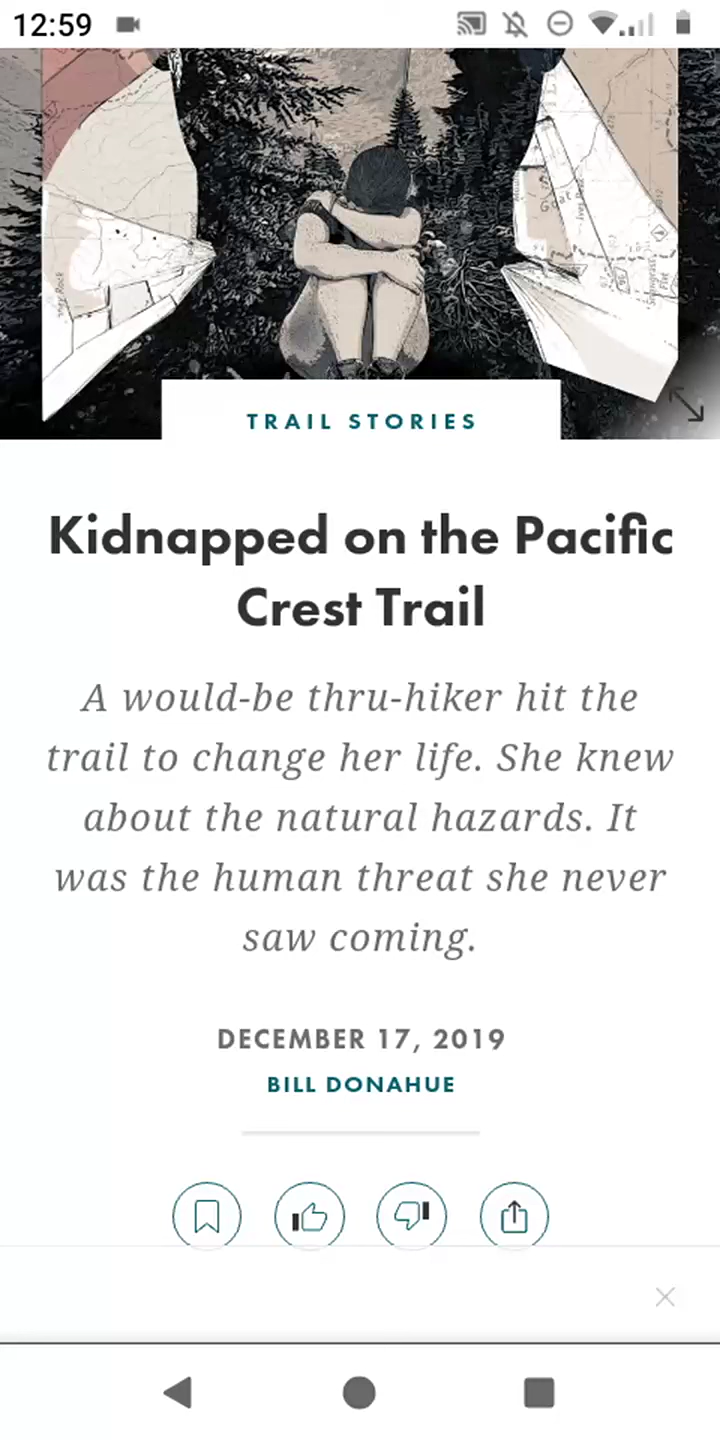 12:59
TRAIL STORIES
Kidnapped on the Pacific
Crest Trail
A would-be thru-hiker hit the
trail to change her life. She knew
about the natural hazards. It
was the human threat she never
saw coming.
DECEMBER 17, 2019
BILL DONAHUE